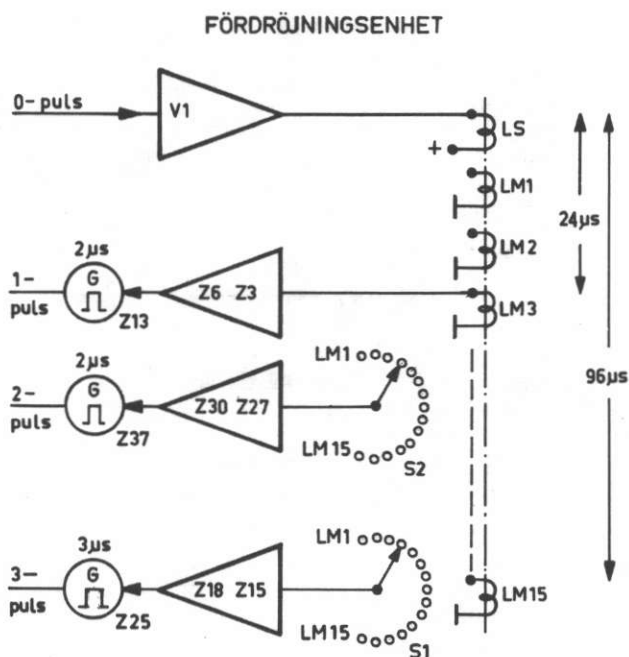 FÖRDRÖJNINGSENHET
0- puls
V1
LS
+
LM1
24µs
LM2
2µs
G
1-
puls
Z13
Z6 Z3
LM3
96µs
2µs
G
2-
puls
Z37
Z30 Z27
LM1
LM15
S2
3µs
G
3-
puls
Z25
Z18 Z15
LM1
LM15
S1
LM15